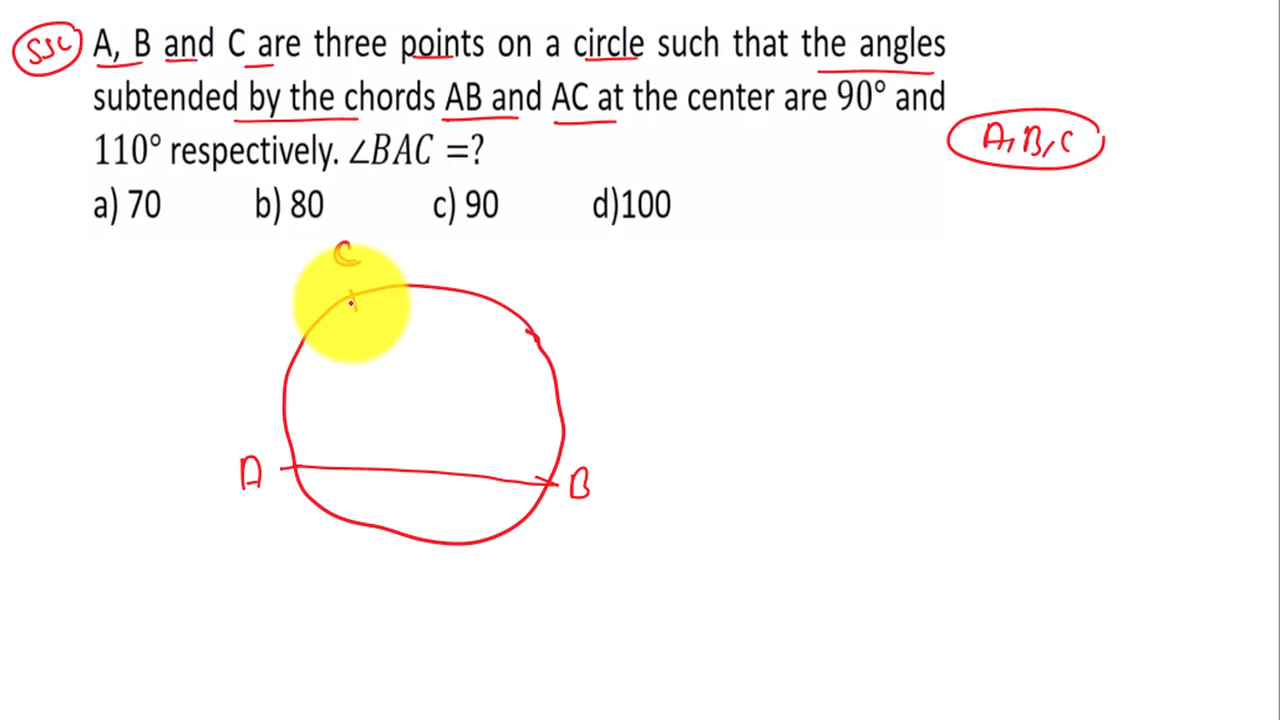 SSC A, B and C are three points on a circle such that the angles
subtended by the chords AB and AC at the center are 90° and
110° respectively. ∠BAC =?
A, B, C
a) 70 b) 80 c) 90 d)100
C
A
B